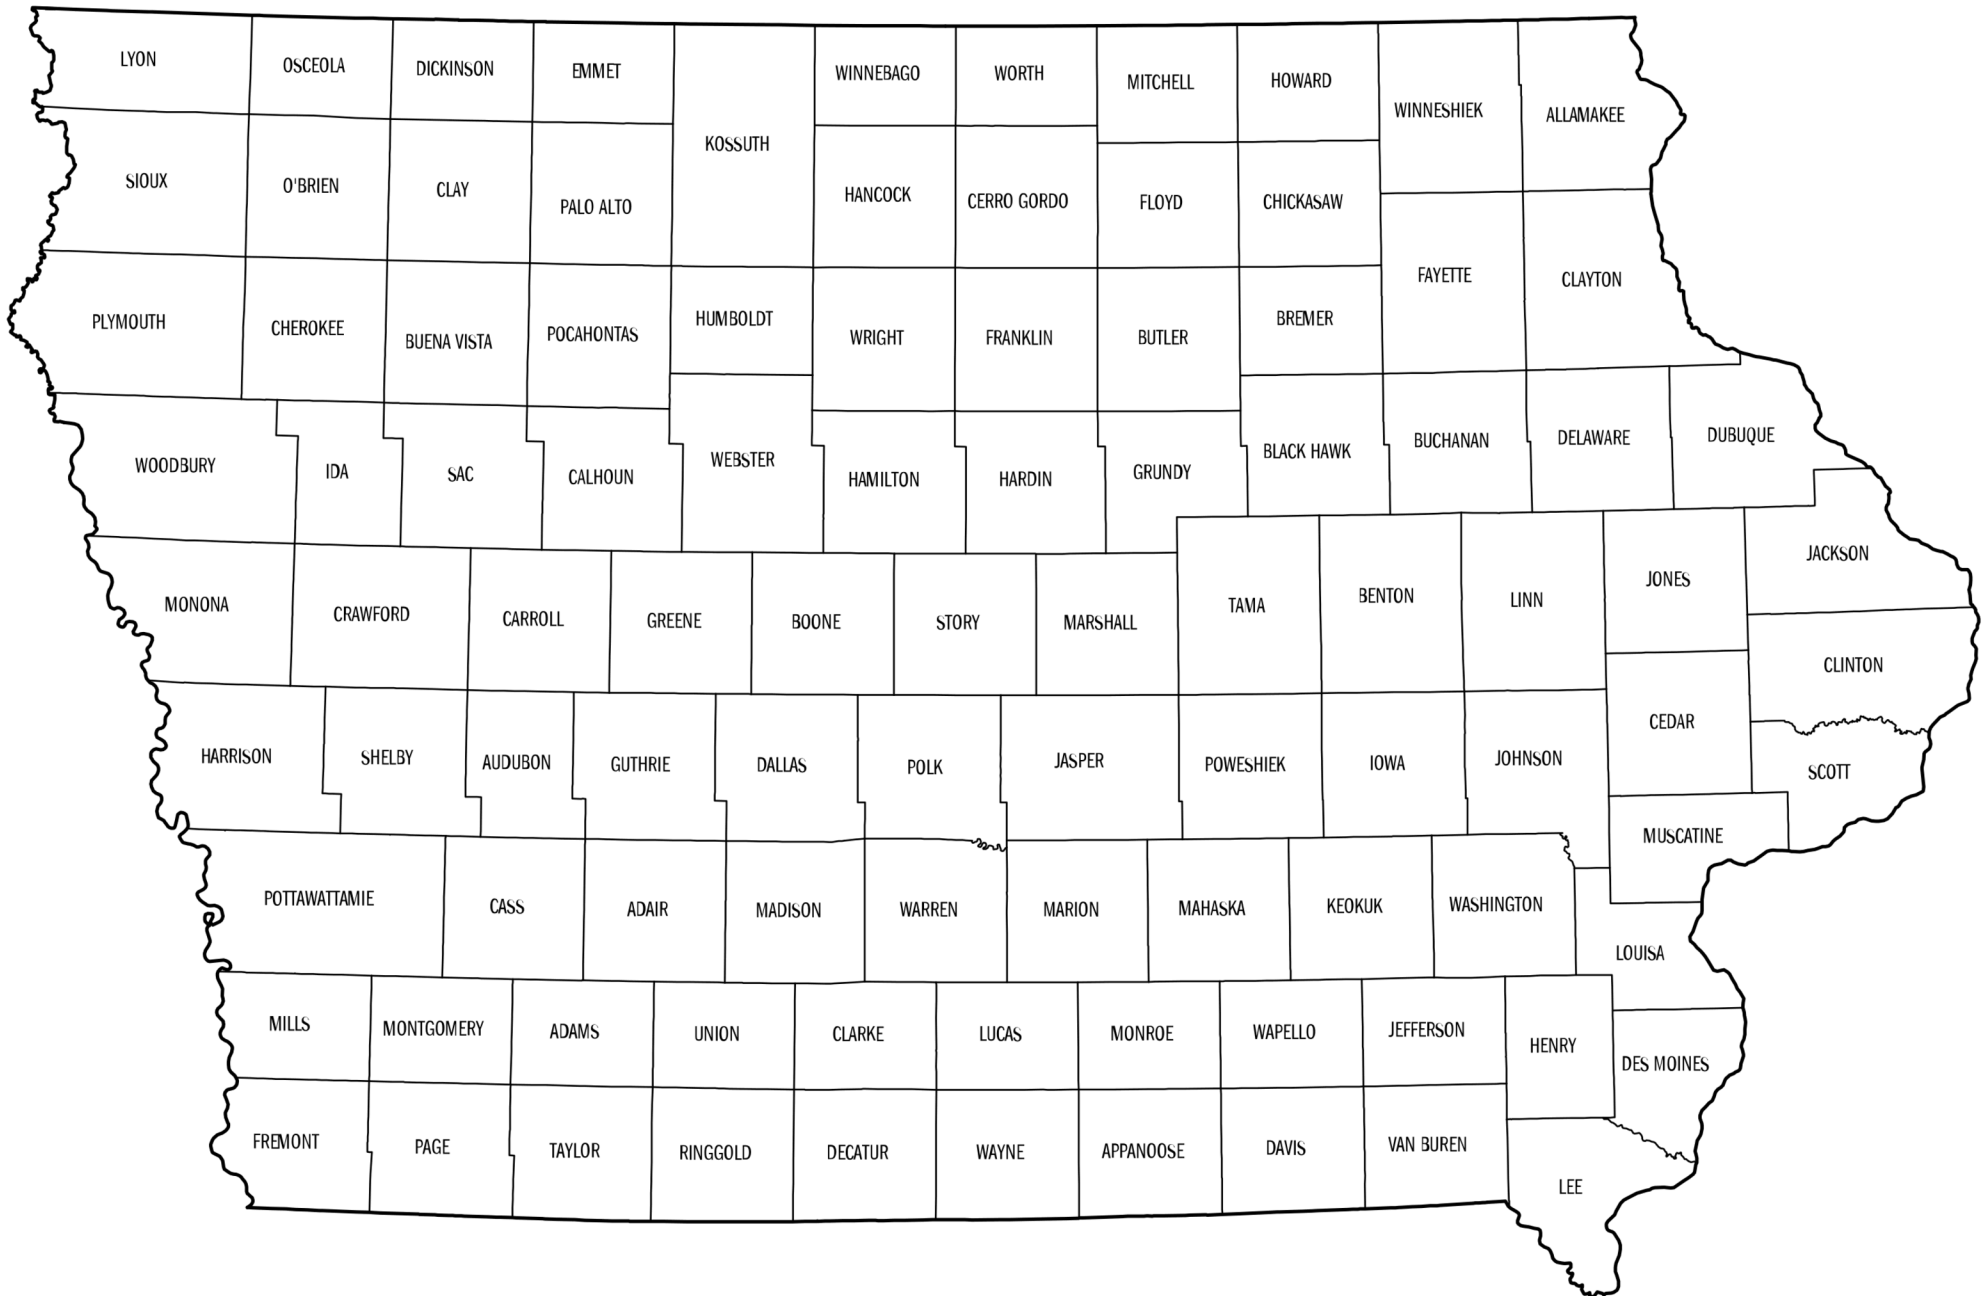 LYON
OSCEOLA
DICKINSON
EMMET
KOSSUTH
WINNEBAGO
WORTH
MITCHELL
HOWARD
WINNESHIEK
ALLAMAKEE
SIOUX
O'BRIEN
CLAY
PALO ALTO
HANCOCK
CERRO GORDO
FLOYD
CHICKASAW
FAYETTE
CLAYTON
PLYMOUTH
CHEROKEE
BUENA VISTA
POCAHONTAS
HUMBOLDT
WRIGHT
FRANKLIN
BUTLER
BREMER
WOODBURY
IDA
SAC
CALHOUN
WEBSTER
HAMILTON
HARDIN
GRUNDY
BLACK HAWK
BUCHANAN
DELAWARE
DUBUQUE
MONONA
CRAWFORD
CARROLL
GREENE
BOONE
STORY
MARSHALL
TAMA
BENTON
LINN
JONES
JACKSON
CLINTON
HARRISON
SHELBY
AUDUBON
GUTHRIE
DALLAS
POLK
JASPER
POWESHIEK
IOWA
JOHNSON
CEDAR
SCOTT
MUSCATINE
POTTAWATTAMIE
CASS
ADAIR
MADISON
WARREN
MARION
MAHASKA
KEOKUK
WASHINGTON
LOUISA
MILLS
MONTGOMERY
ADAMS
UNION
CLARKE
LUCAS
MONROE
WAPELLO
JEFFERSON
HENRY
DES MOINES
FREMONT
PAGE
TAYLOR
RINGGOLD
DECATUR
WAYNE
APPANOOSE
DAVIS
VAN BUREN
LEE